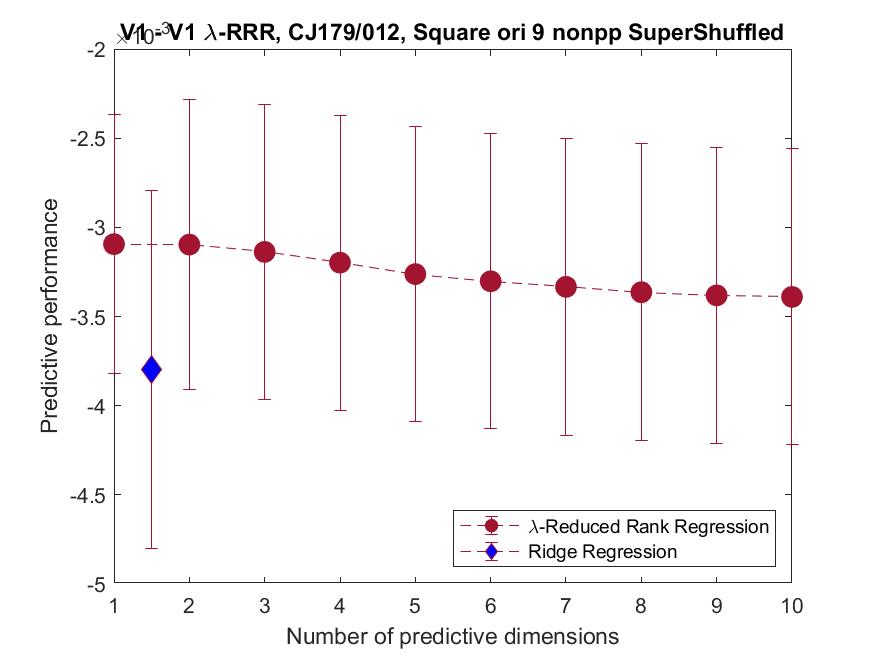 V1 - V1 λ-RRR, CJ179/012, Square ori 9 nonpp SuperShuffled
×10⁻³
-2
-2.5
-3
-3.5
-4
-4.5
-5
Predictive performance
λ-Reduced Rank Regression
Ridge Regression
1 2 3 4 5 6 7 8 9 10
Number of predictive dimensions